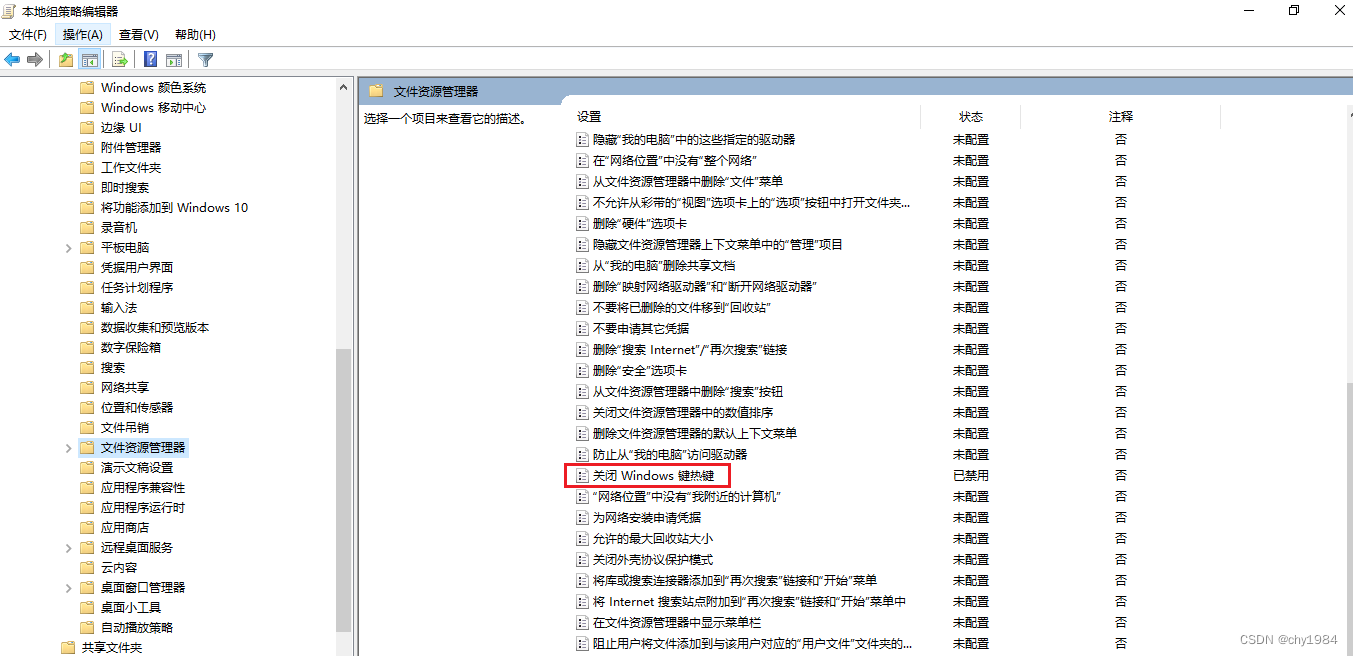 本地组策略编辑器
文件(F) 操作(A) 查看(V) 帮助(H)
Windows 颜色系统
Windows 移动中心
边缘 UI
附件管理器
工作文件夹
即时搜索
将功能添加到 Windows 10
录音机
平板电脑
凭据用户界面
任务计划程序
输入法
数据收集和预览版本
数字保险箱
搜索
网络共享
位置和传感器
文件吊销
文件资源管理器
演示文稿设置
应用程序兼容性
应用程序运行时
应用商店
远程桌面服务
云内容
桌面窗口管理器
桌面小工具
自动播放策略
共享文件夹
文件资源管理器
选择一个项目来查看它的描述。
设置 状态 注释
隐藏“我的电脑”中的这些指定的驱动器 未配置 否
在“网络位置”中没有“整个网络” 未配置 否
从文件资源管理器中删除“文件”菜单 未配置 否
不允许从彩带的“视图”选项卡上的“选项”按钮中打开文件夹... 未配置 否
删除“硬件”选项卡 未配置 否
隐藏文件资源管理器上下文菜单中的“管理”项目 未配置 否
从“我的电脑”删除共享文档 未配置 否
删除“映射网络驱动器”和“断开网络驱动器” 未配置 否
不要将已删除的文件移到“回收站” 未配置 否
不要申请其它凭据 未配置 否
删除“搜索 Internet”/“再次搜索”链接 未配置 否
删除“安全”选项卡 未配置 否
从文件资源管理器中删除“搜索”按钮 未配置 否
关闭文件资源管理器中的数值排序 未配置 否
删除文件资源管理器的默认上下文菜单 未配置 否
防止从“我的电脑”访问驱动器 未配置 否
关闭 Windows 键热键 已禁用 否
“网络位置”中没有“我附近的计算机” 未配置 否
为网络安装申请凭据 未配置 否
允许的最大回收站大小 未配置 否
关闭外壳协议保护模式 未配置 否
将库或搜索连接器添加到“再次搜索”链接和“开始”菜单 未配置 否
将 Internet 搜索站点附加到“再次搜索”链接和“开始”菜单中 未配置 否
在文件资源管理器中显示菜单栏 未配置 否
阻止用户将文件添加到与该用户对应的“用户文件”文件夹的... 未配置 否
CSDN @chy1984